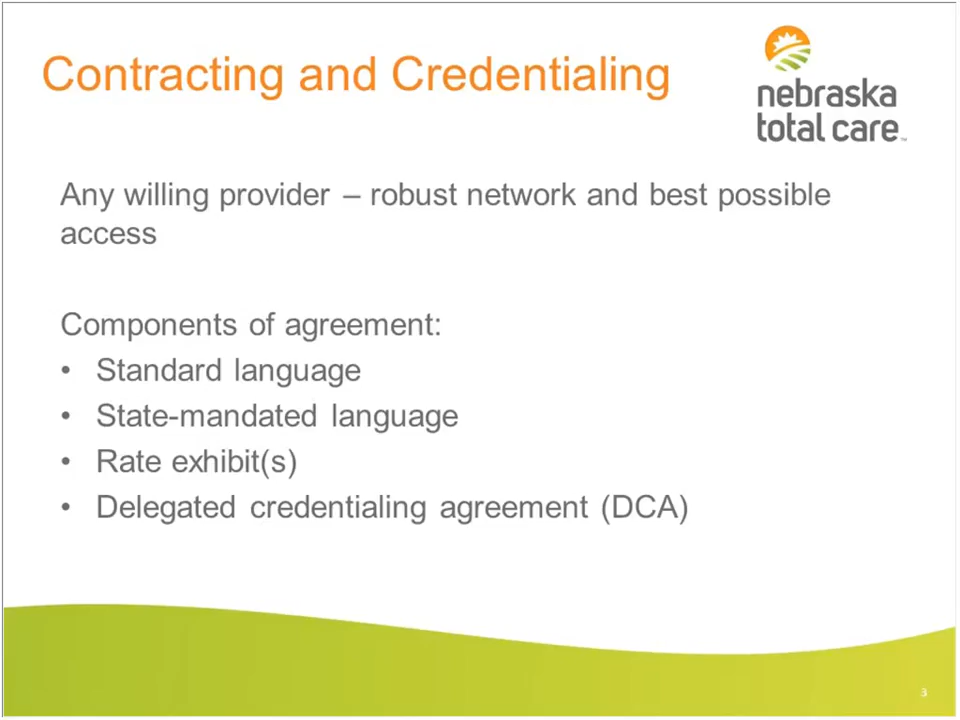 Contracting and Credentialing
nebraska
total care™
Any willing provider – robust network and best possible
access
Components of agreement:
• Standard language
• State-mandated language
• Rate exhibit(s)
• Delegated credentialing agreement (DCA)
3